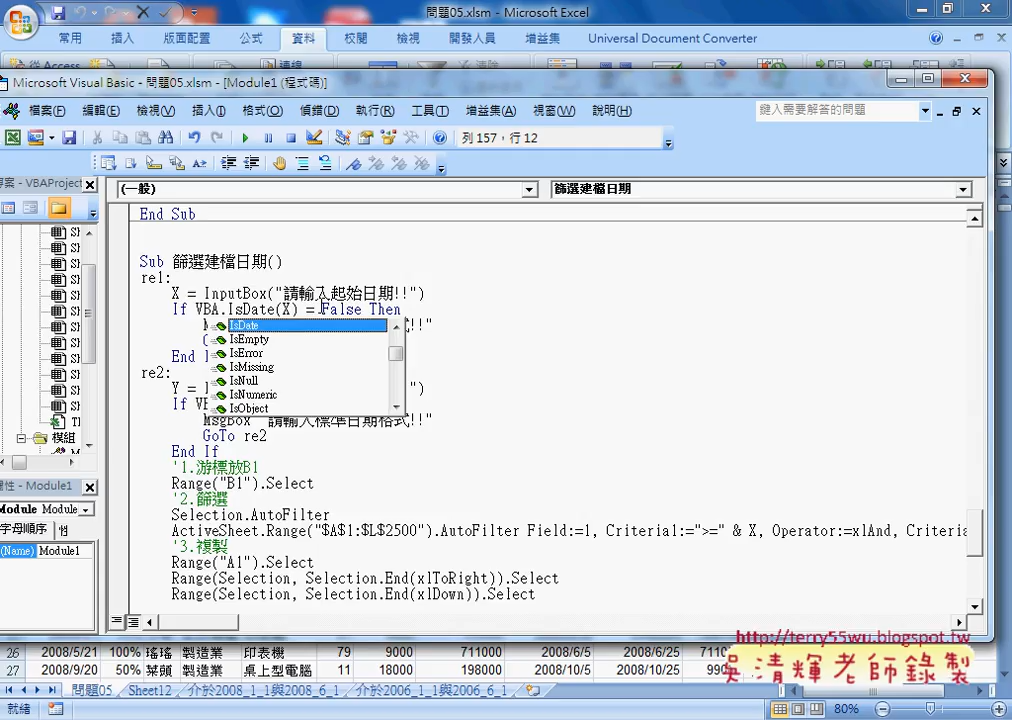 問題05.xlsm - Microsoft Excel
常用 插入 版面配置 公式 資料 校閱 檢視 開發人員 增益集 Universal Document Converter
Microsoft Visual Basic - 問題05.xlsm - [Module1 (程式碼)]
檔案(F) 編輯(E) 檢視(V) 插入(I) 格式(O) 偵錯(D) 執行(R) 工具(T) 增益集(A) 視窗(W) 說明(H)
鍵入需要解答的問題
列 157，行 12
專案 - VBAProject
(一般)
篩選建檔日期
End Sub
Sub 篩選建檔日期()
re1:
X = InputBox("請輸入起始日期!!")
If VBA.IsDate(X) = False Then
!!"
IsDate
IsEmpty
IsError
IsMissing
IsNull
IsNumeric
IsObject
End
re2:
Y =
")
If
MsgBox "請輸入標準日期格式!!"
GoTo re2
End If
'1.游標放B1
Range("B1").Select
'2.篩選
Selection.AutoFilter
ActiveSheet.Range("$A$1:$L$2500").AutoFilter Field:=1, Criteria1:=">=" & X, Operator:=xlAnd, Criteria
'3.複製
Range("A1").Select
Range(Selection, Selection.End(xlToRight)).Select
Range(Selection, Selection.End(xlDown)).Select
模組
屬性 - Module1
Module1 Module
字母順序
(Name) Module1
http://terry55wu.blogspot.tw
吳清輝老師錄製
26 2008/5/21 100% 瑤瑤 製造業 印表機 79 9000 711000 2008/6/5 2008/6/25
27 2008/9/20 50% 菜頭 製造業 桌上型電腦 11 18000 198000 2008/10/5 2008/10/25
問題05 Sheet12 介於2008_1_1與2008_6_1 介於2006_1_1與2006_6_1
就緒
80%